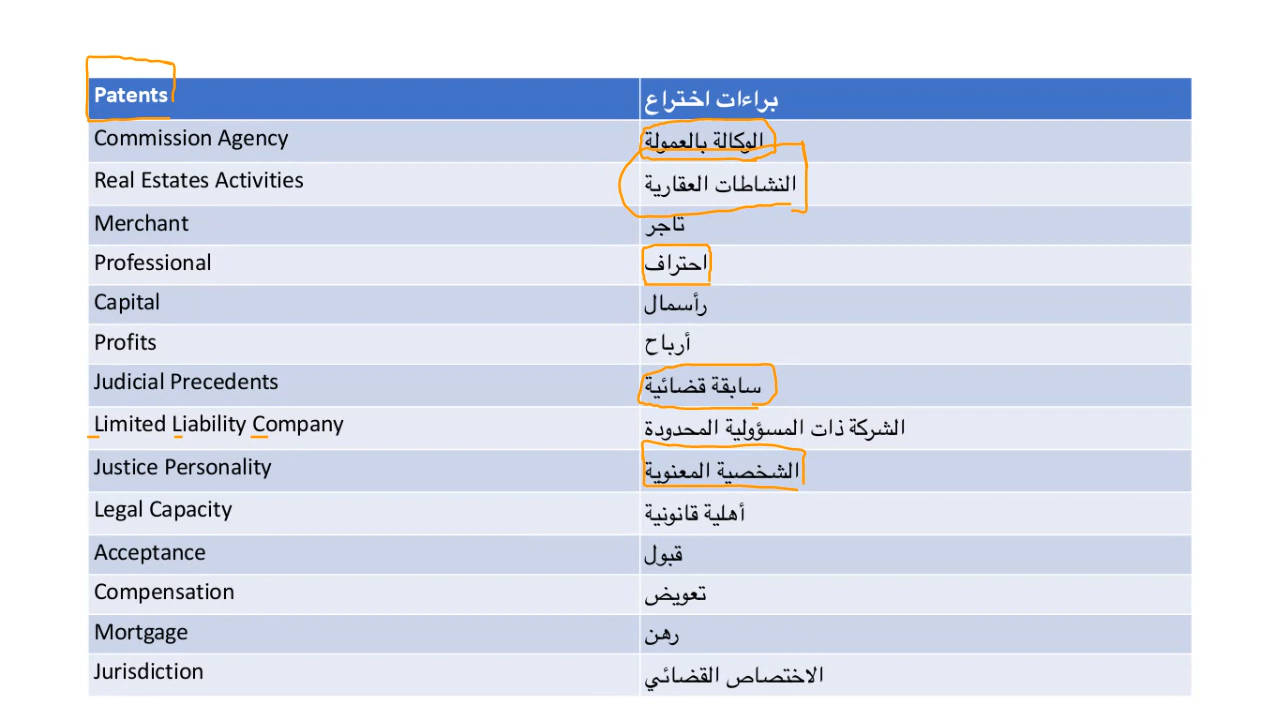 Patents براءات اختراع
Commission Agency الوكالة بالعمولة
Real Estates Activities النشاطات العقارية
Merchant تاجر
Professional احتراف
Capital رأسمال
Profits أرباح
Judicial Precedents سابقة قضائية
Limited Liability Company الشركة ذات المسؤولية المحدودة
Justice Personality الشخصية المعنوية
Legal Capacity أهلية قانونية
Acceptance قبول
Compensation تعويض
Mortgage رهن
Jurisdiction الاختصاص القضائي